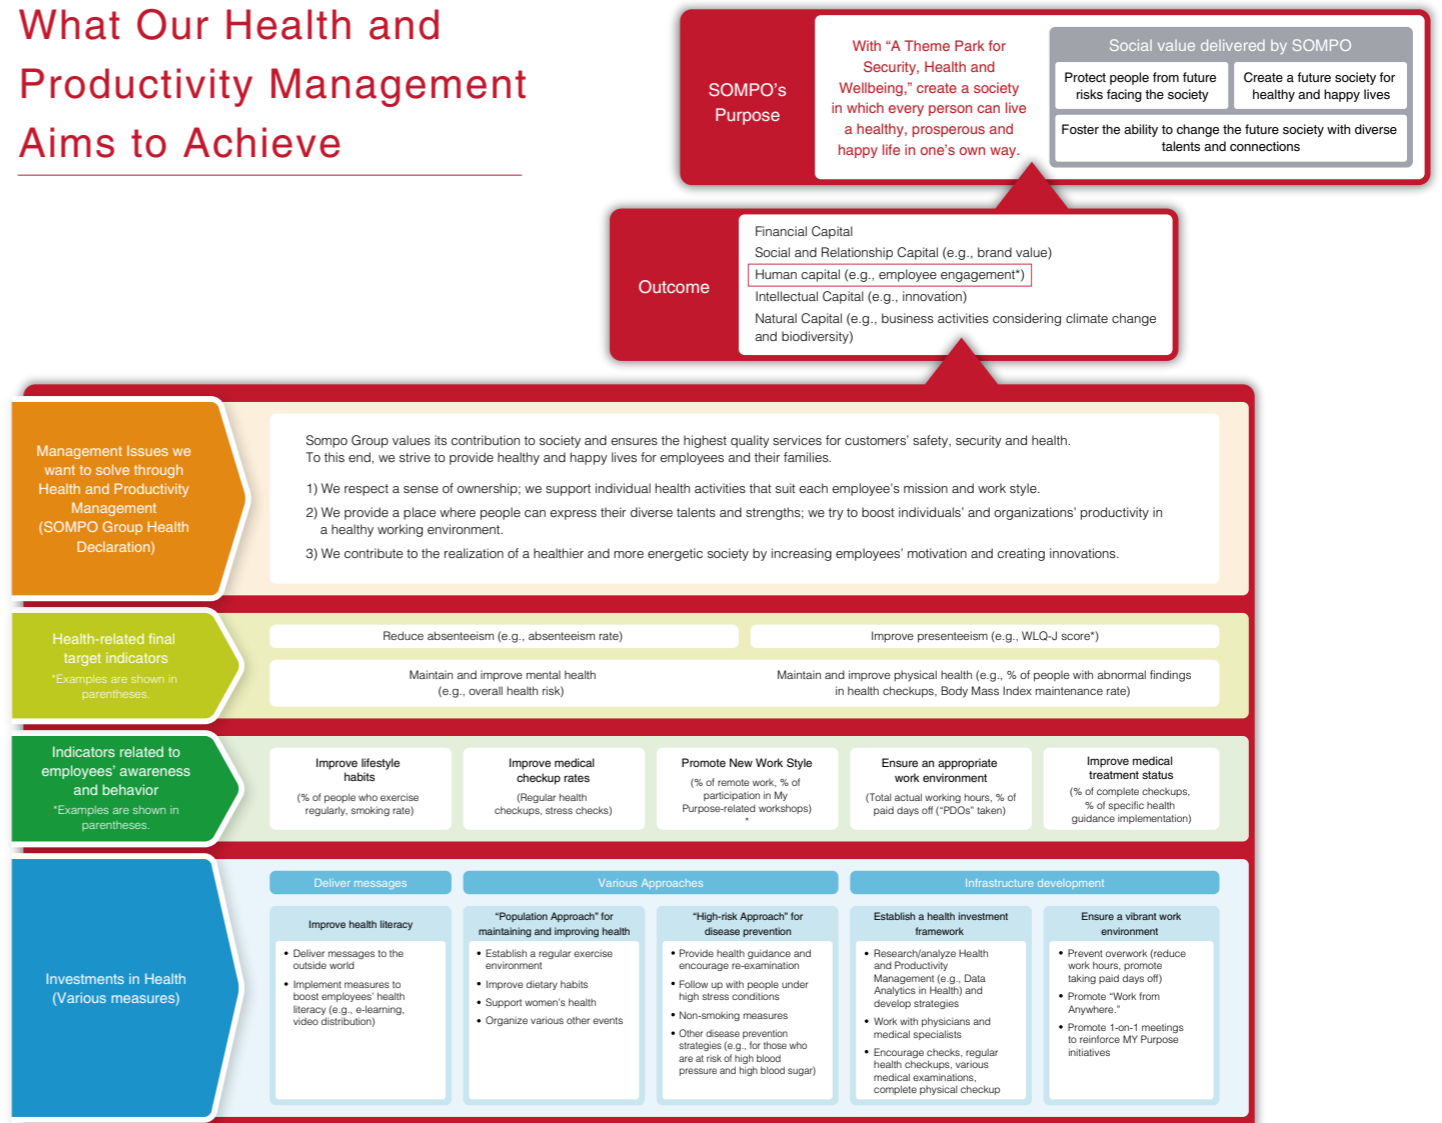 What Our Health and
Productivity Management
Aims to Achieve
SOMPO's
Purpose
With “A Theme Park for
Security, Health and
Wellbeing,” create a society
in which every person can live
a healthy, prosperous and
happy life in one's own way.
Social value delivered by SOMPO
Protect people from future
risks facing the society
Create a future society for
healthy and happy lives
Foster the ability to change the future society with diverse
talents and connections
Outcome
Financial Capital
Social and Relationship Capital (e.g., brand value)
Human capital (e.g., employee engagement*)
Intellectual Capital (e.g., innovation)
Natural Capital (e.g., business activities considering climate change
and biodiversity)
Management Issues we
want to solve through
Health and Productivity
Management
(SOMPO Group Health
Declaration)
Sompo Group values its contribution to society and ensures the highest quality services for customers' safety, security and health.
To this end, we strive to provide healthy and happy lives for employees and their families.
1) We respect a sense of ownership; we support individual health activities that suit each employee's mission and work style.
2) We provide a place where people can express their diverse talents and strengths; we try to boost individuals' and organizations' productivity in
a healthy working environment.
3) We contribute to the realization of a healthier and more energetic society by increasing employees' motivation and creating innovations.
Health-related final
target indicators
*Examples are shown in
parentheses.
Reduce absenteeism (e.g., absenteeism rate)
Improve presenteeism (e.g., WLQ-J score*)
Maintain and improve mental health
(e.g., overall health risk)
Maintain and improve physical health (e.g., % of people with abnormal findings
in health checkups, Body Mass Index maintenance rate)
Indicators related to
employees' awareness
and behavior
*Examples are shown in
parentheses.
Improve lifestyle
habits
(% of people who exercise
regularly, smoking rate)
Improve medical
checkup rates
(Regular health
checkups, stress checks)
Promote New Work Style
(% of remote work, % of
participation in My
Purpose-related workshops)
*
Ensure an appropriate
work environment
(Total actual working hours, % of
paid days off (“PDOs” taken)
Improve medical
treatment status
(% of complete checkups,
% of specific health
guidance implementation)
Investments in Health
(Various measures)
Deliver messages
Improve health literacy
• Deliver messages to the
outside world
• Implement measures to
boost employees' health
literacy (e.g., e-learning,
video distribution)
Various Approaches
“Population Approach” for
maintaining and improving health
• Establish a regular exercise
environment
• Improve dietary habits
• Support women's health
• Organize various other events
“High-risk Approach” for
disease prevention
• Provide health guidance and
encourage re-examination
• Follow up with people under
high stress conditions
• Non-smoking measures
• Other disease prevention
strategies (e.g., for those who
are at risk of high blood
pressure and high blood sugar)
Infrastructure development
Establish a health investment
framework
• Research/analyze Health
and Productivity
Management (e.g., Data
Analytics in Health) and
develop strategies
• Work with physicians and
medical specialists
• Encourage checks, regular
health checkups, various
medical examinations,
complete physical checkup
Ensure a vibrant work
environment
• Prevent overwork (reduce
work hours, promote
taking paid days off)
• Promote “Work from
Anywhere.”
• Promote 1-on-1 meetings
to reinforce MY Purpose
initiatives